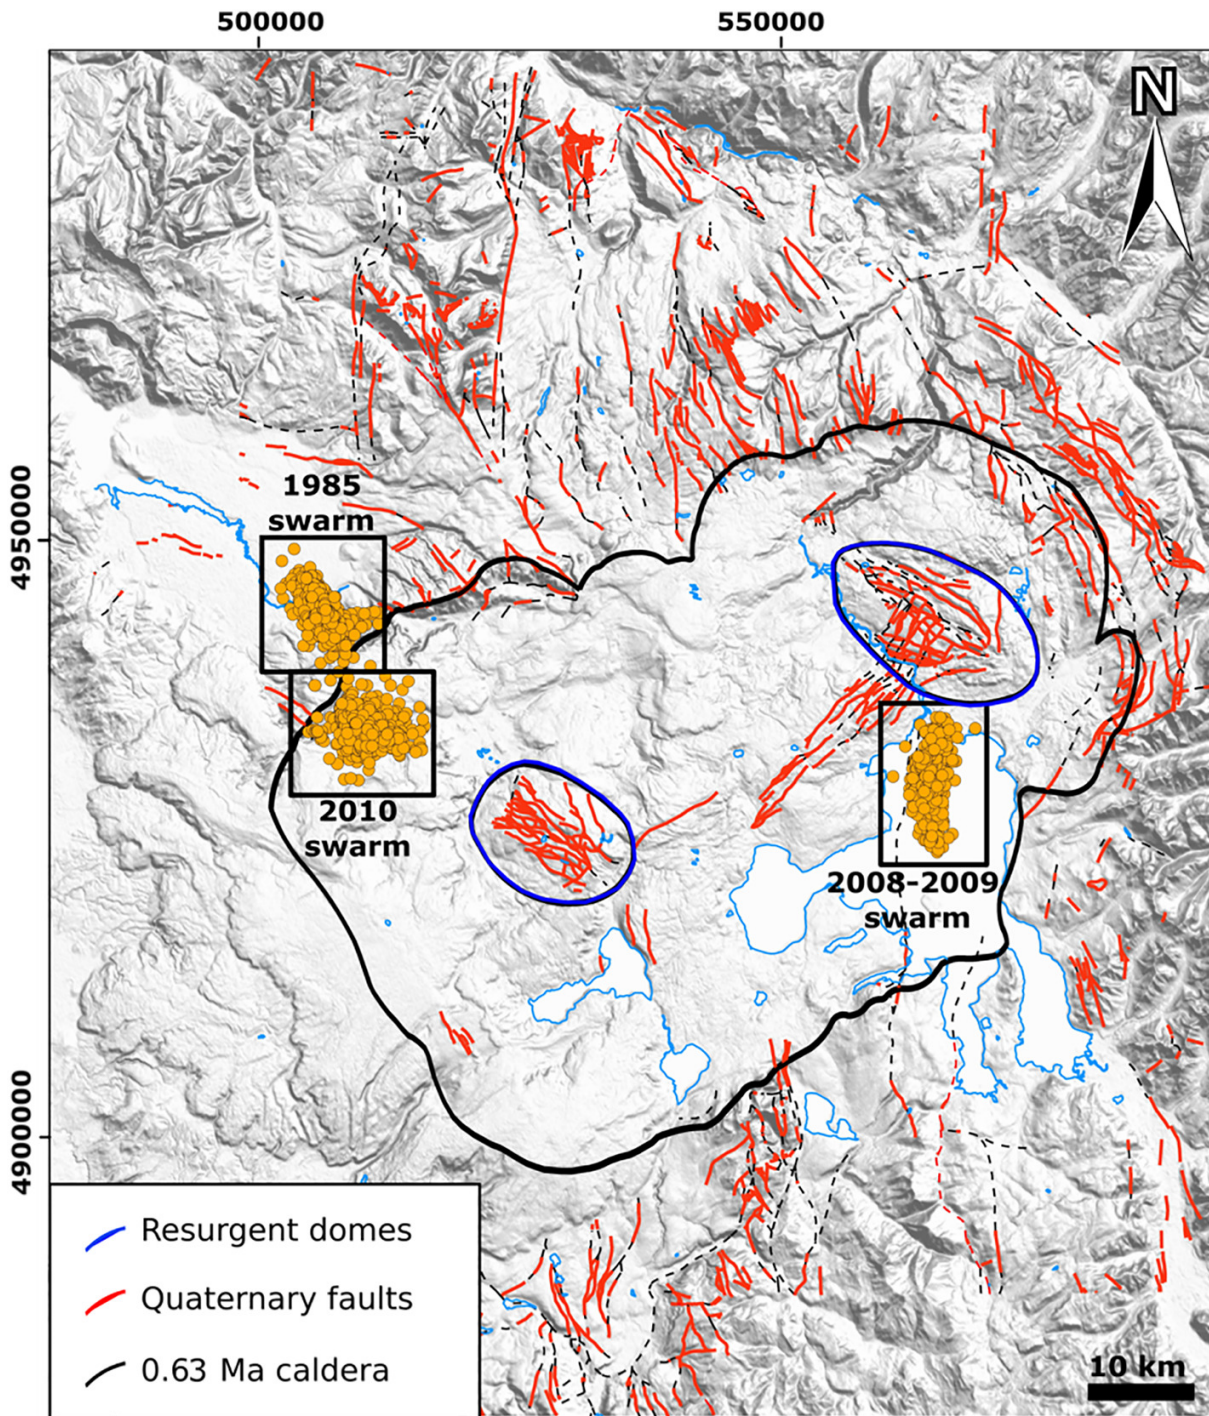 500000
550000
N
4950000
1985
swarm
2010
swarm
2008-2009
swarm
4900000
Resurgent domes
Quaternary faults
0.63 Ma caldera
10 km